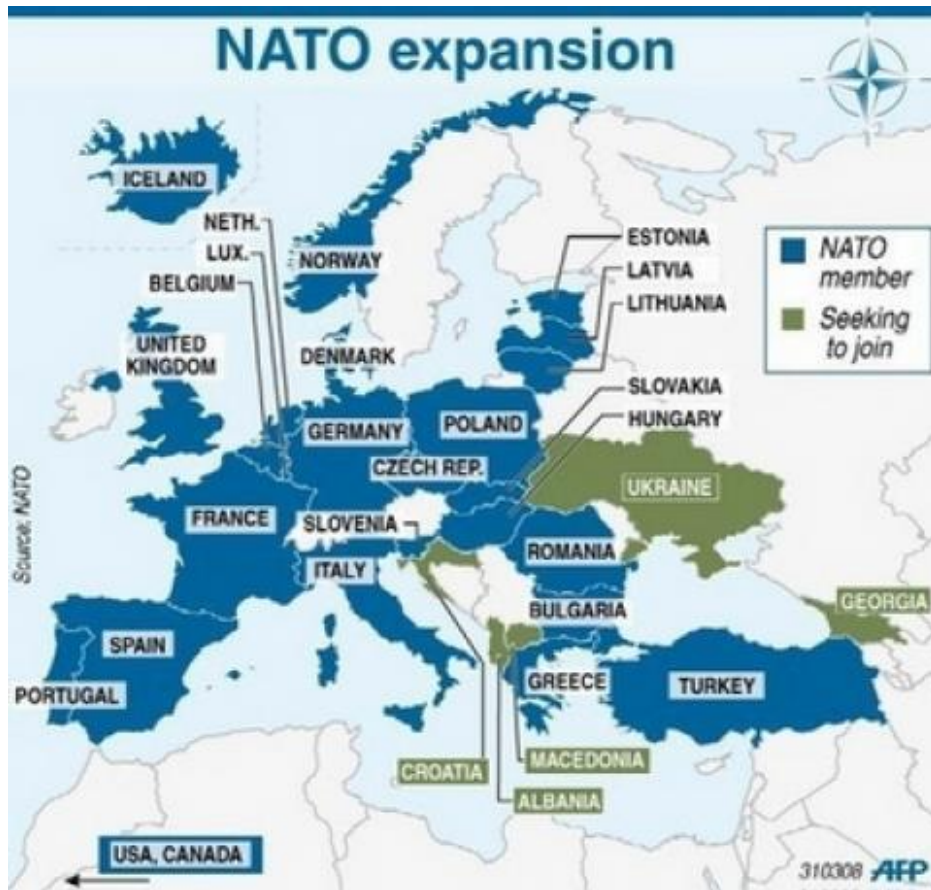 NATO expansion
ICELAND
NETH.
LUX.
BELGIUM
NORWAY
ESTONIA
LATVIA
LITHUANIA
NATO
member
Seeking
to join
UNITED
KINGDOM
DENMARK
SLOVAKIA
HUNGARY
GERMANY
POLAND
CZECH REP.
UKRAINE
FRANCE
SLOVENIA
ROMANIA
ITALY
BULGARIA
GEORGIA
SPAIN
PORTUGAL
GREECE
TURKEY
CROATIA
MACEDONIA
ALBANIA
USA, CANADA
Source: NATO
310308 AFP